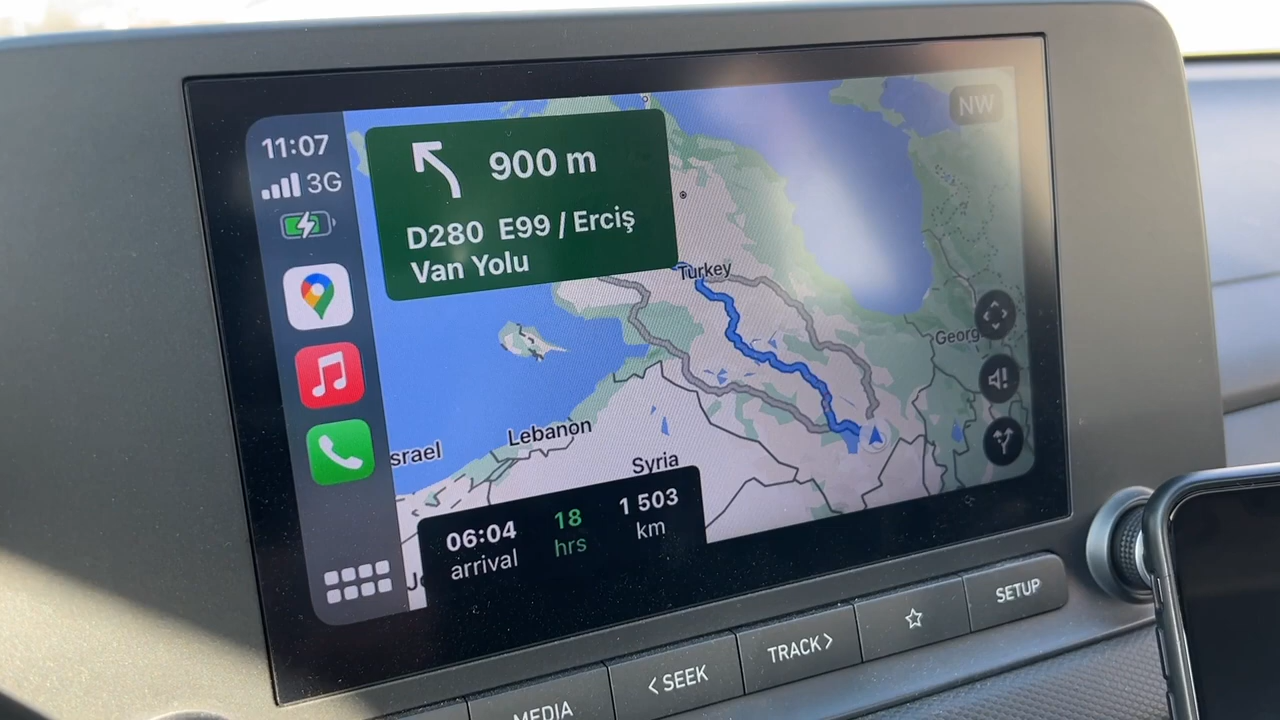 11:07
3G
900 m
D280 E99 / Erciş
Van Yolu
NW
Turkey
Georg
Lebanon
srael
Syria
06:04
arrival
18
hrs
1 503
km
MEDIA
< SEEK
TRACK >
SETUP